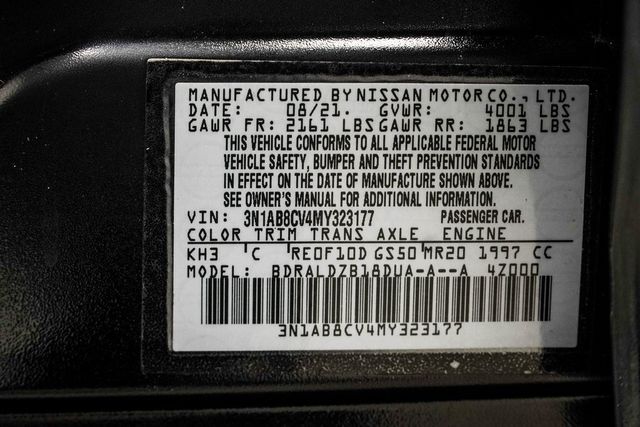 MANUFACTURED BY NISSAN MOTOR CO., LTD.
DATE: 08/21. GVWR: 4001 LBS
GAWR FR: 2161 LBS GAWR RR: 1863 LBS
THIS VEHICLE CONFORMS TO ALL APPLICABLE FEDERAL MOTOR
VEHICLE SAFETY, BUMPER AND THEFT PREVENTION STANDARDS
IN EFFECT ON THE DATE OF MANUFACTURE SHOWN ABOVE.
SEE OWNER'S MANUAL FOR ADDITIONAL INFORMATION.
VIN: 3N1AB8CV4MY323177 PASSENGER CAR.
COLOR TRIM TRANS AXLE ENGINE
KH3 C RE0F10D GS50 MR20 1997 CC
MODEL: BDRALDZB18DUA-A--A 4Z000
3N1AB8CV4MY323177